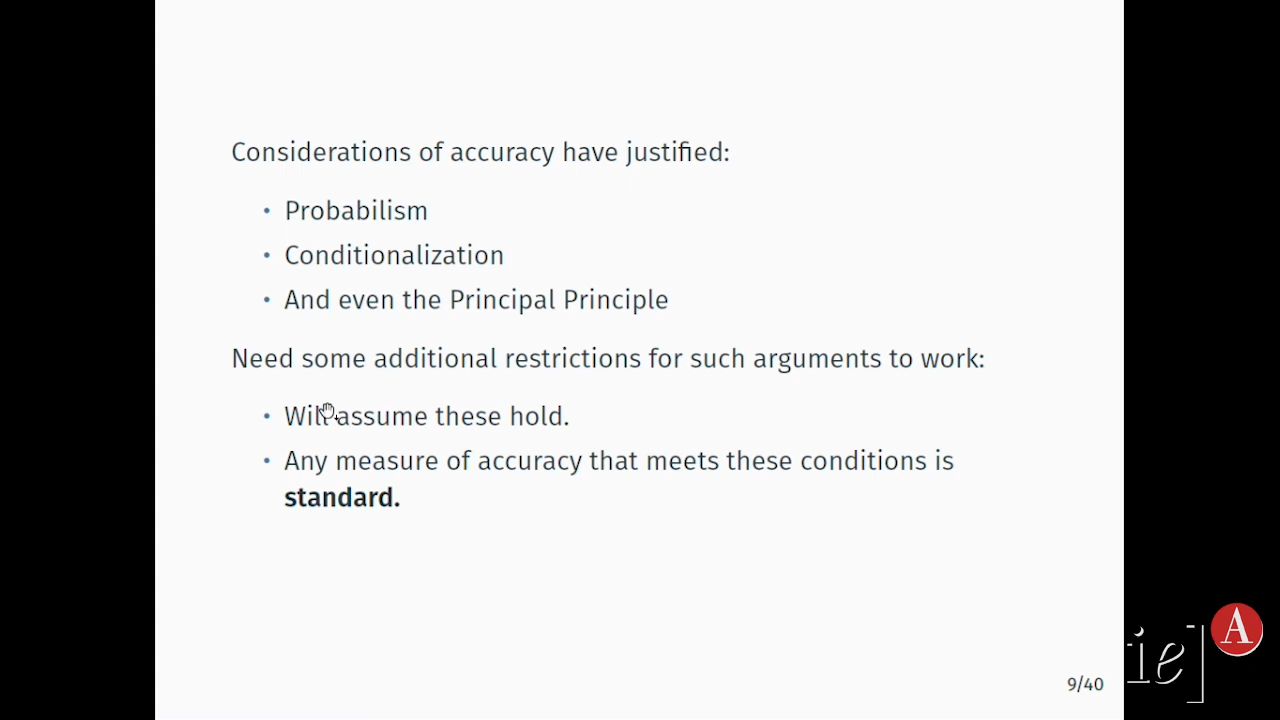 Considerations of accuracy have justified:
• Probabilism
• Conditionalization
• And even the Principal Principle
Need some additional restrictions for such arguments to work:
• Will assume these hold.
• Any measure of accuracy that meets these conditions is
standard.
9/40
ie]
A